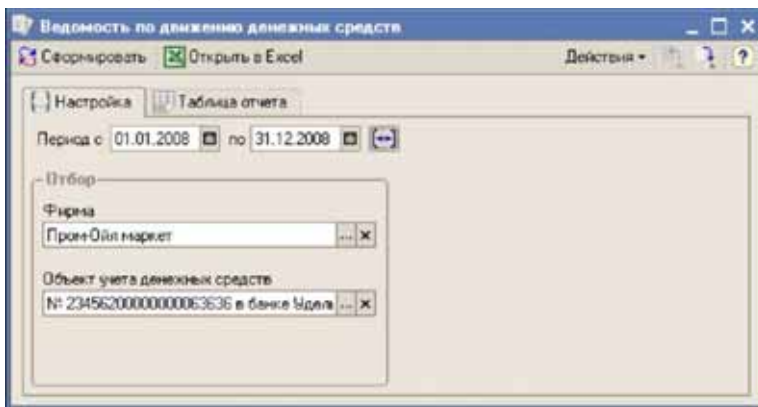 Ведомость по движению денежных средств
Сформировать Открыть в Excel Действия ?
Настройка Таблица отчета
Период с 01.01.2008 по 31.12.2008
Отбор
Фирма
Пром-Ойл маркет ... ×
Объект учета денежных средств
№ 23456200000000063636 в банке Удел ... ×